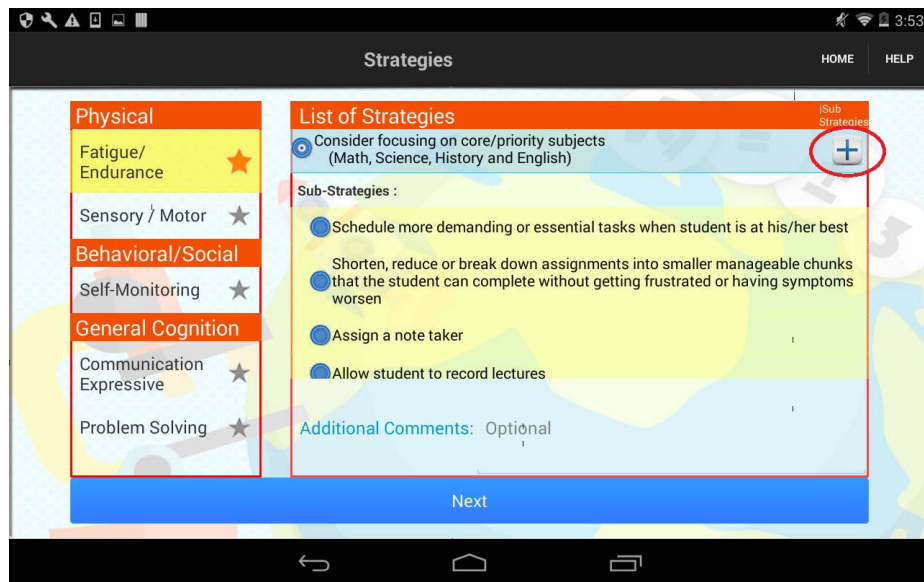 3:53
Strategies
HOME
HELP
Physical
Fatigue/
Endurance
Sensory / Motor
Behavioral/Social
Self-Monitoring
General Cognition
Communication
Expressive
Problem Solving
List of Strategies
|Sub
Strategies
Consider focusing on core/priority subjects
(Math, Science, History and English)
Sub-Strategies :
Schedule more demanding or essential tasks when student is at his/her best
Shorten, reduce or break down assignments into smaller manageable chunks
that the student can complete without getting frustrated or having symptoms
worsen
Assign a note taker
Allow student to record lectures
Additional Comments: Optional
Next